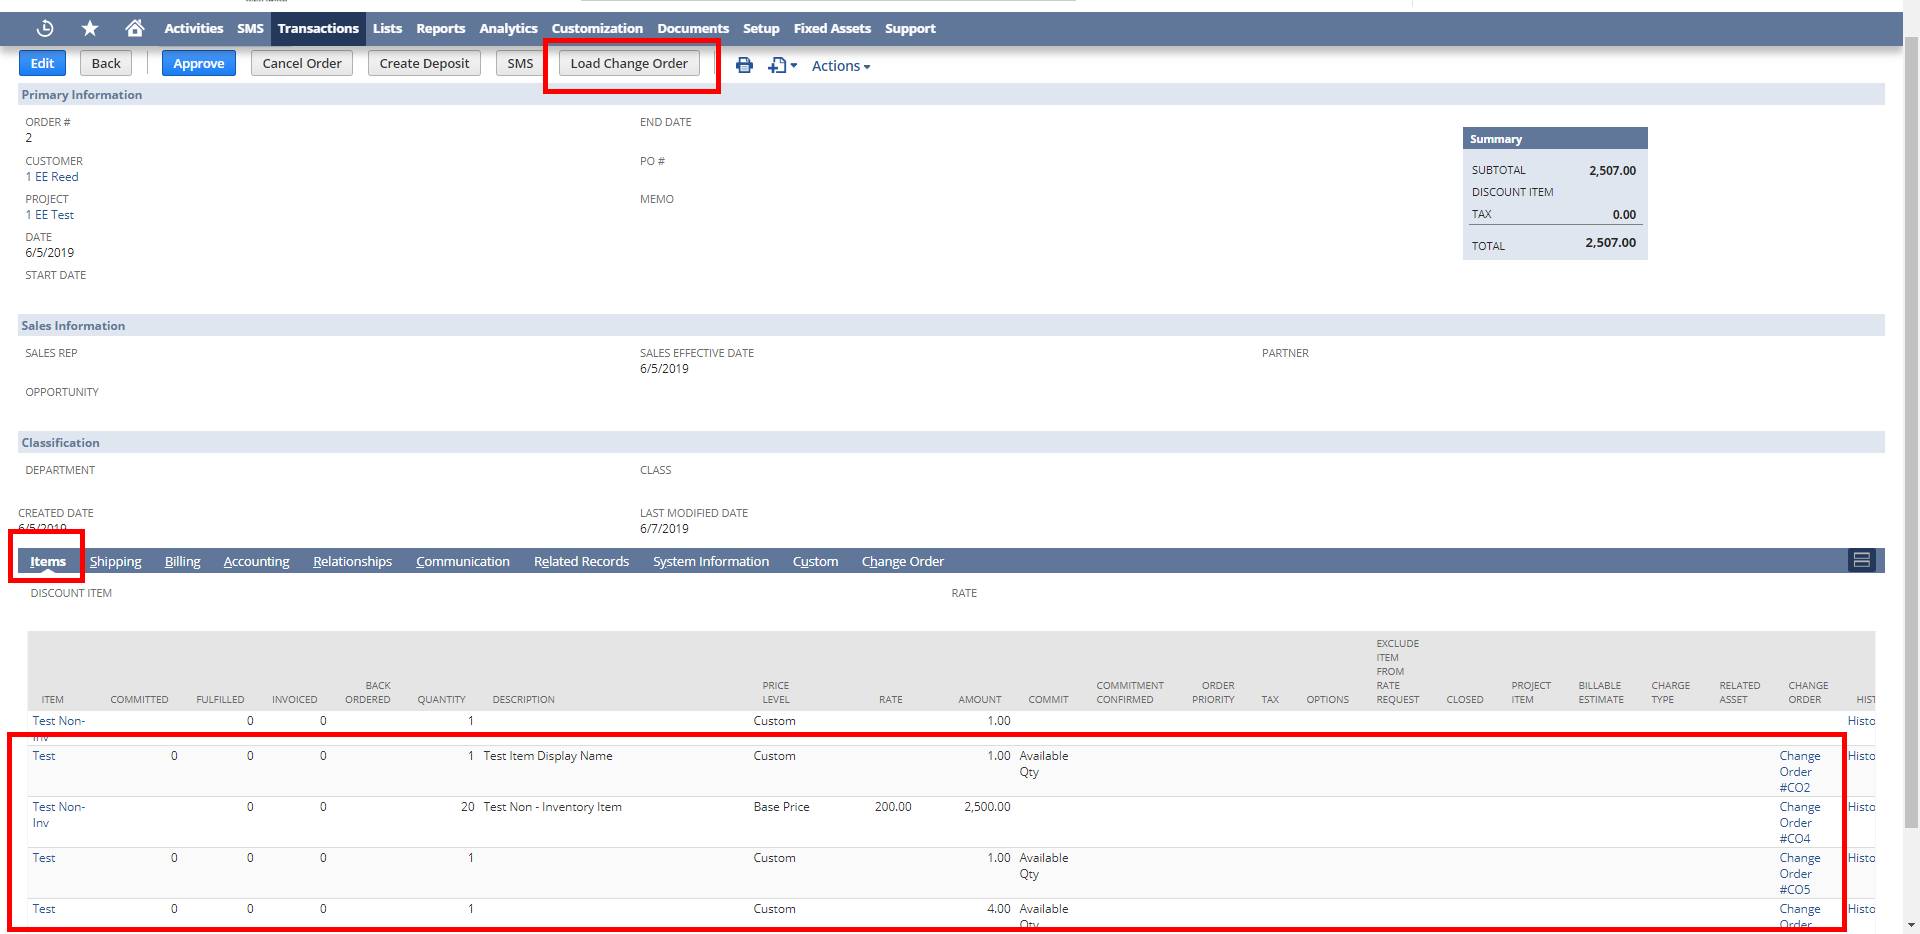 Activities SMS Transactions Lists Reports Analytics Customization Documents Setup Fixed Assets Support
Edit Back Approve Cancel Order Create Deposit SMS Load Change Order Actions
Primary Information
ORDER #
2
CUSTOMER
1 EE Reed
PROJECT
1 EE Test
DATE
6/5/2019
START DATE
END DATE
PO #
MEMO
Summary
SUBTOTAL 2,507.00
DISCOUNT ITEM
TAX 0.00
TOTAL 2,507.00
Sales Information
SALES REP
OPPORTUNITY
SALES EFFECTIVE DATE
6/5/2019
PARTNER
Classification
DEPARTMENT
CLASS
CREATED DATE
6/5/2019
LAST MODIFIED DATE
6/7/2019
Items Shipping Billing Accounting Relationships Communication Related Records System Information Custom Change Order
DISCOUNT ITEM RATE
ITEM COMMITTED FULFILLED INVOICED BACK ORDERED QUANTITY DESCRIPTION PRICE LEVEL RATE AMOUNT COMMIT COMMITMENT CONFIRMED ORDER PRIORITY TAX OPTIONS EXCLUDE ITEM FROM RATE REQUEST CLOSED PROJECT ITEM BILLABLE ESTIMATE CHARGE TYPE RELATED ASSET CHANGE ORDER HIST
Test Non- 0 0 1 Custom 1.00 Histo
Inv
Test 0 0 0 1 Test Item Display Name Custom 1.00 Available Change Histo
Qty Order
#CO2
Test Non- 0 0 20 Test Non - Inventory Item Base Price 200.00 2,500.00 Change Histo
Inv Order
#CO4
Test 0 0 0 1 Custom 1.00 Available Change Histo
Qty Order
#CO5
Test 0 0 0 1 Custom 4.00 Available Change Histo
Qty Order